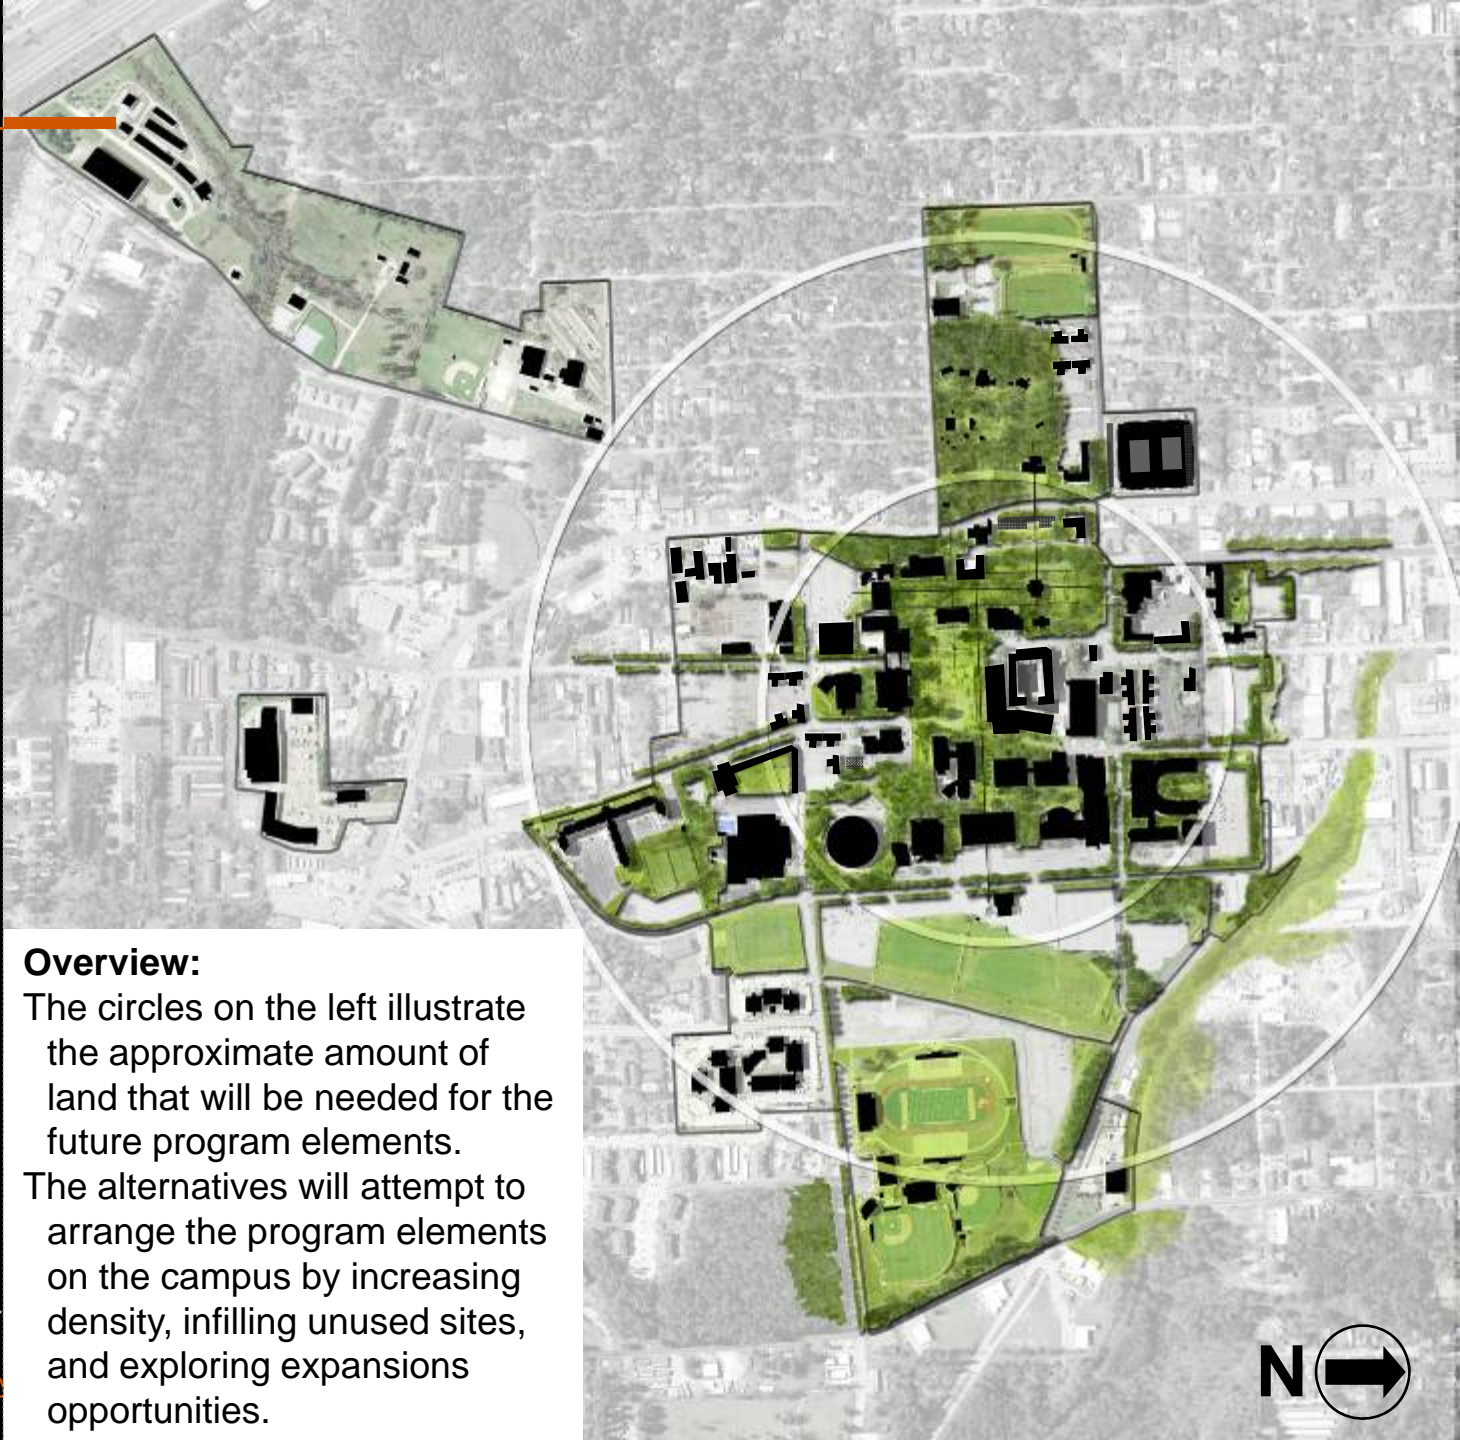 Overview:
The circles on the left illustrate
the approximate amount of
land that will be needed for the
future program elements.
The alternatives will attempt to
arrange the program elements
on the campus by increasing
density, infilling unused sites,
and exploring expansions
opportunities.
N